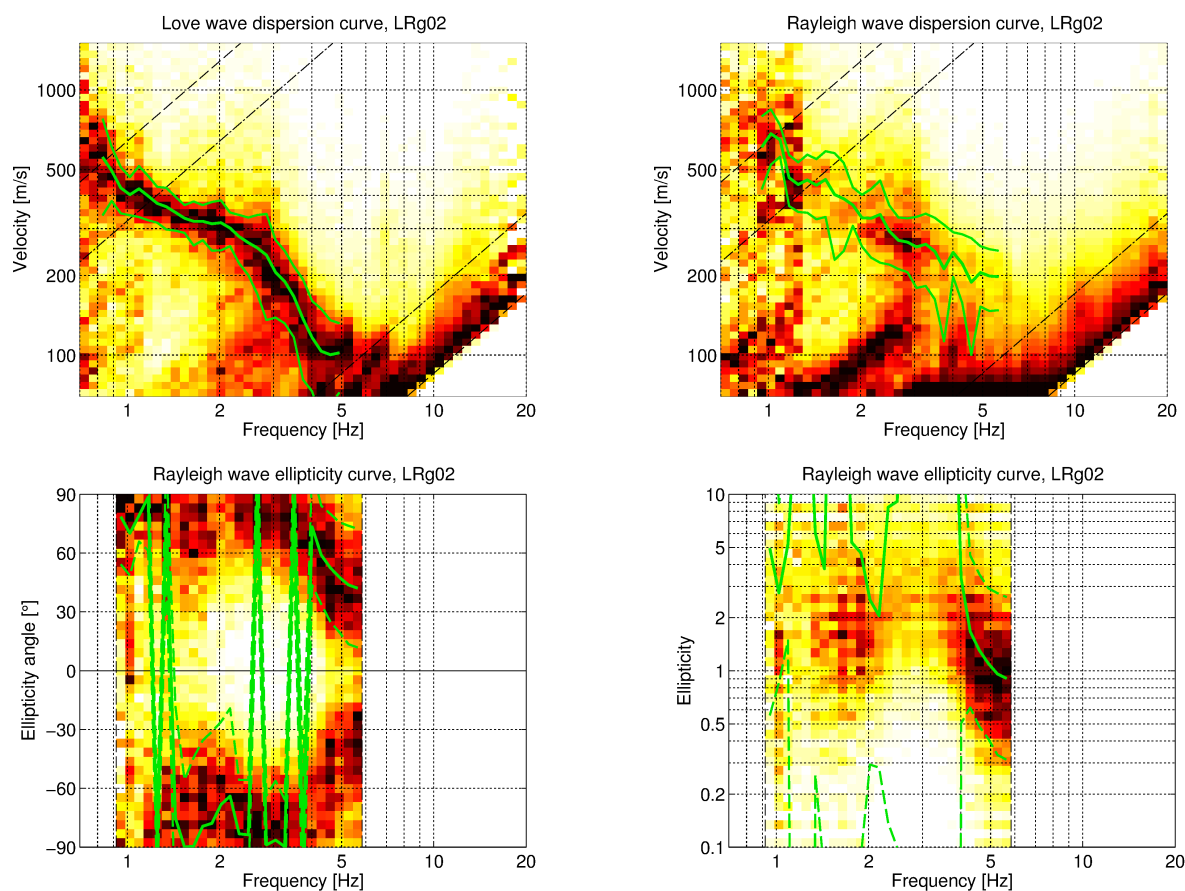 Love wave dispersion curve, LRg02
1000
500
200
100
Velocity [m/s]
1 2 5 10 20
Frequency [Hz]
Rayleigh wave dispersion curve, LRg02
1000
500
200
100
Velocity [m/s]
1 2 5 10 20
Frequency [Hz]
Rayleigh wave ellipticity curve, LRg02
90
60
30
0
−30
−60
−90
Ellipticity angle [°]
1 2 5 10 20
Frequency [Hz]
Rayleigh wave ellipticity curve, LRg02
10
5
2
1
0.5
0.2
0.1
Ellipticity
1 2 5 10 20
Frequency [Hz]